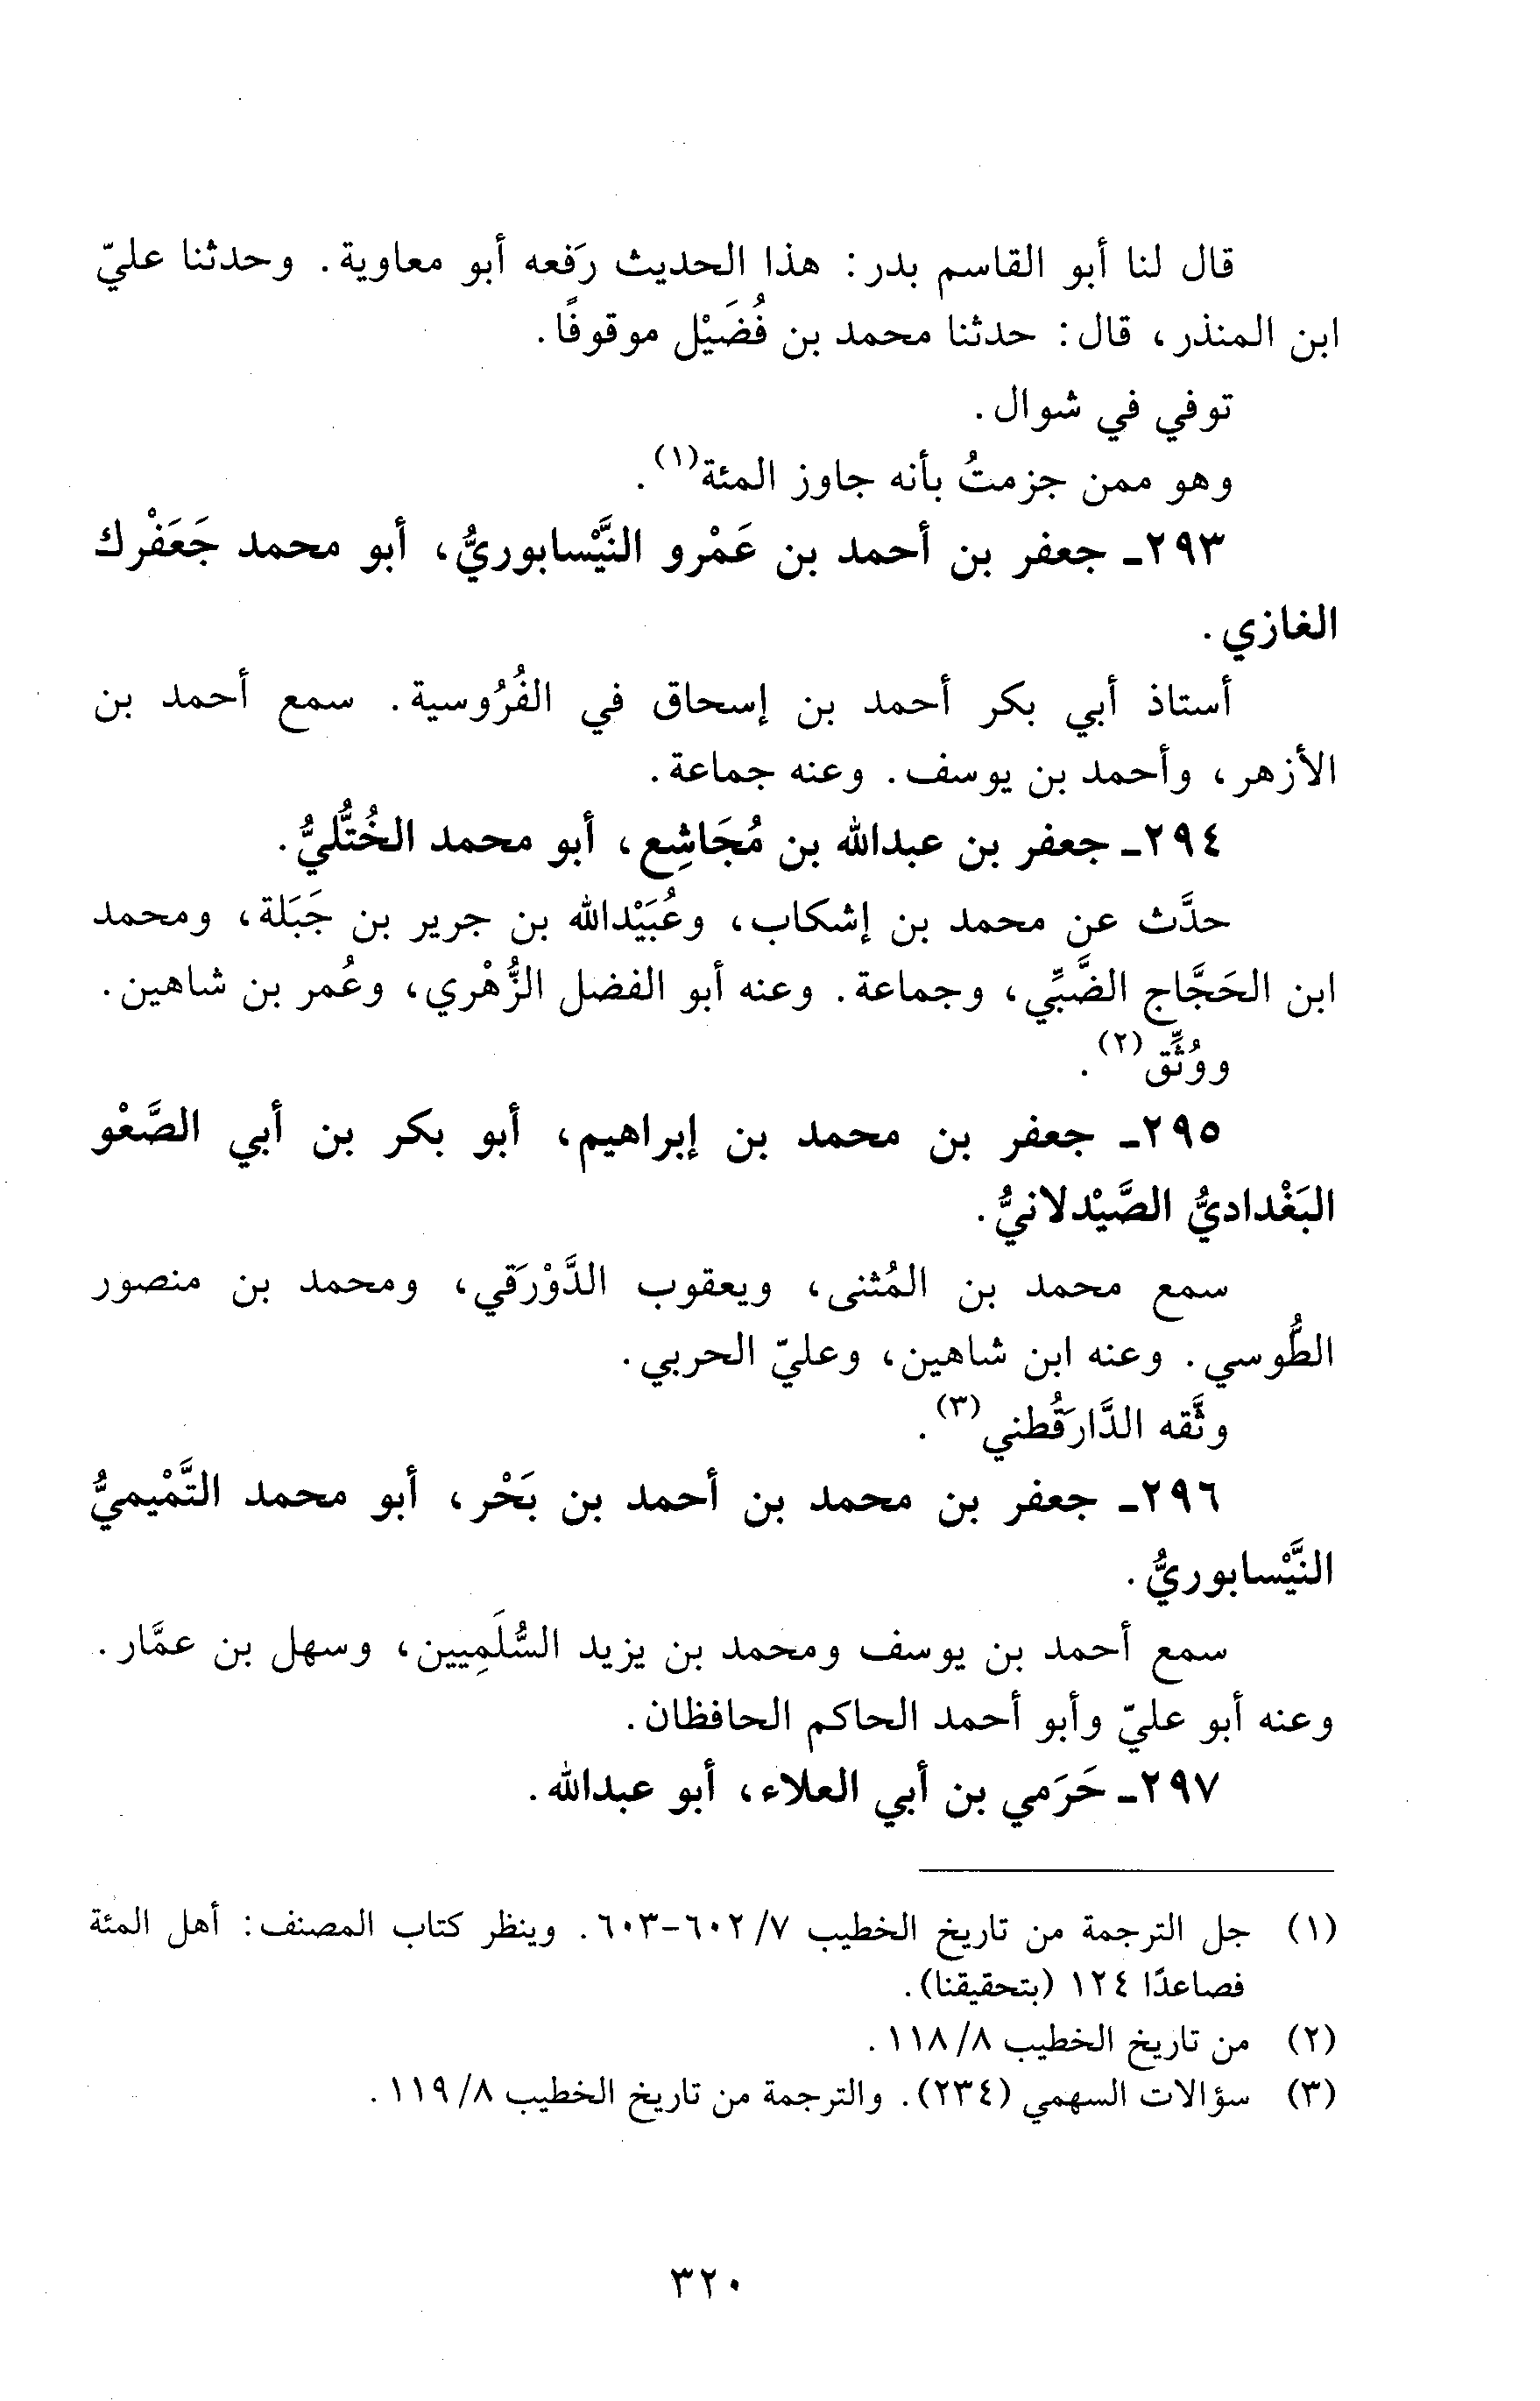 قال لنا أبو القاسم بدر: هذا الحديث رَفعه أبو معاوية. وحدثنا عليّ
ابن المنذر، قال: حدثنا محمد بن فُضَيْل موقوفًا.
توفي في شوال.
وهو ممن جزمتُ بأنه جاوز المئة(١).
٢٩٣- جعفر بن أحمد بن عَمْرو النَّيْسابوريُّ، أبو محمد جَعَفْرك
الغازي.
أستاذ أبي بكر أحمد بن إسحاق في الفُرُوسية. سمع أحمد بن
الأزهر، وأحمد بن يوسف. وعنه جماعة.
٢٩٤- جعفر بن عبدالله بن مُجَاشِع، أبو محمد الخُتُّليُّ.
حدَّث عن محمد بن إشكاب، وعُبَيْدالله بن جرير بن جَبَلة، ومحمد
ابن الحَجَّاج الضَّبِّي، وجماعة. وعنه أبو الفضل الزُّهْري، وعُمر بن شاهين.
ووُثِّق(٢).
٢٩٥- جعفر بن محمد بن إبراهيم، أبو بكر بن أبي الصَّعْو
البَغْداديُّ الصَّيْدلانيُّ.
سمع محمد بن المُثنى، ويعقوب الدَّوْرَقي، ومحمد بن منصور
الطُّوسي. وعنه ابن شاهين، وعليّ الحربي.
وثَّقه الدَّارَقُطني(٣).
٢٩٦- جعفر بن محمد بن أحمد بن بَحْر، أبو محمد التَّمْيميُّ
النَّيْسابوريُّ.
سمع أحمد بن يوسف ومحمد بن يزيد السُّلَمِيين، وسهل بن عمَّار.
وعنه أبو عليّ وأبو أحمد الحاكم الحافظان.
٢٩٧- حَرَمي بن أبي العلاء، أبو عبدالله.
(١) جل الترجمة من تاريخ الخطيب ٧/ ٦٠٢-٦٠٣. وينظر كتاب المصنف: أهل المئة
فصاعدًا ١٢٤ (بتحقيقنا).
(٢) من تاريخ الخطيب ٨/ ١١٨.
(٣) سؤالات السهمي (٢٣٤). والترجمة من تاريخ الخطيب ٨/ ١١٩.
٣٢٠